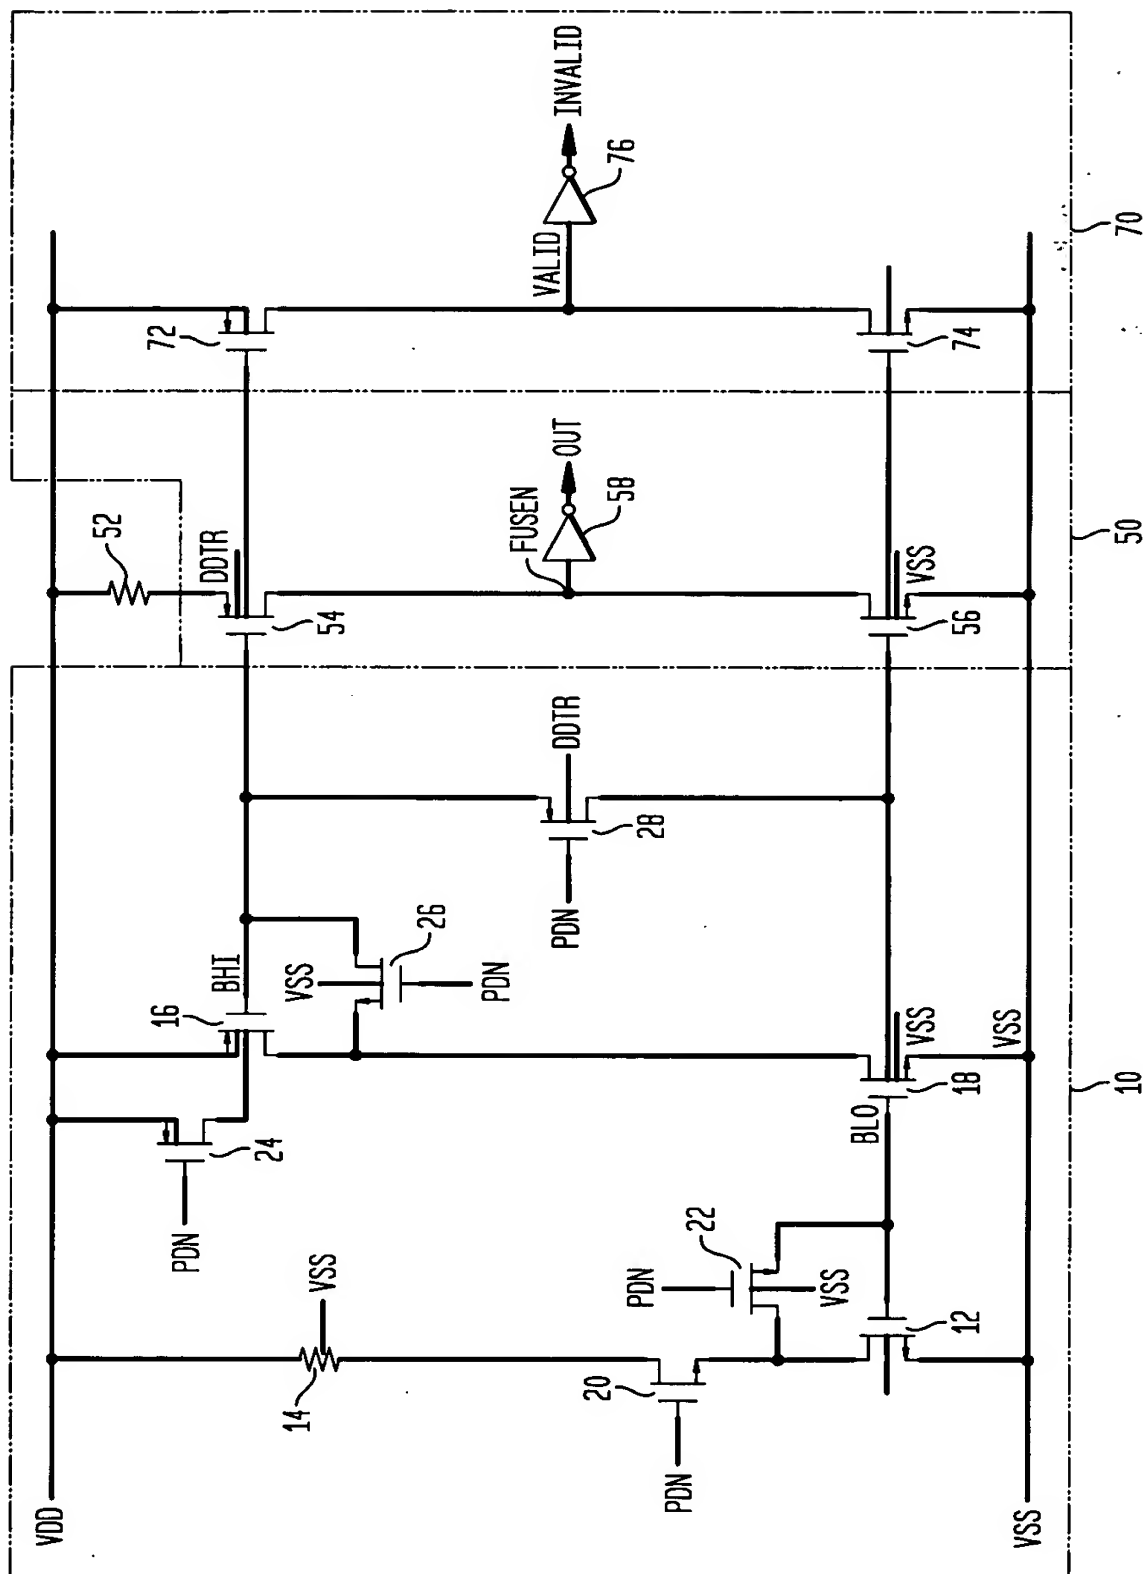 VDD
VSS
PDN
20
14
VSS
PDN
22
VSS
12
PDN
24
BLO
16
BHI
VSS
26
PDN
18
VSS
VSS
10
PDN
28
DDTR
52
DDTR
54
FUSEN
58
OUT
56
VSS
50
72
VALID
76
INVALID
74
70